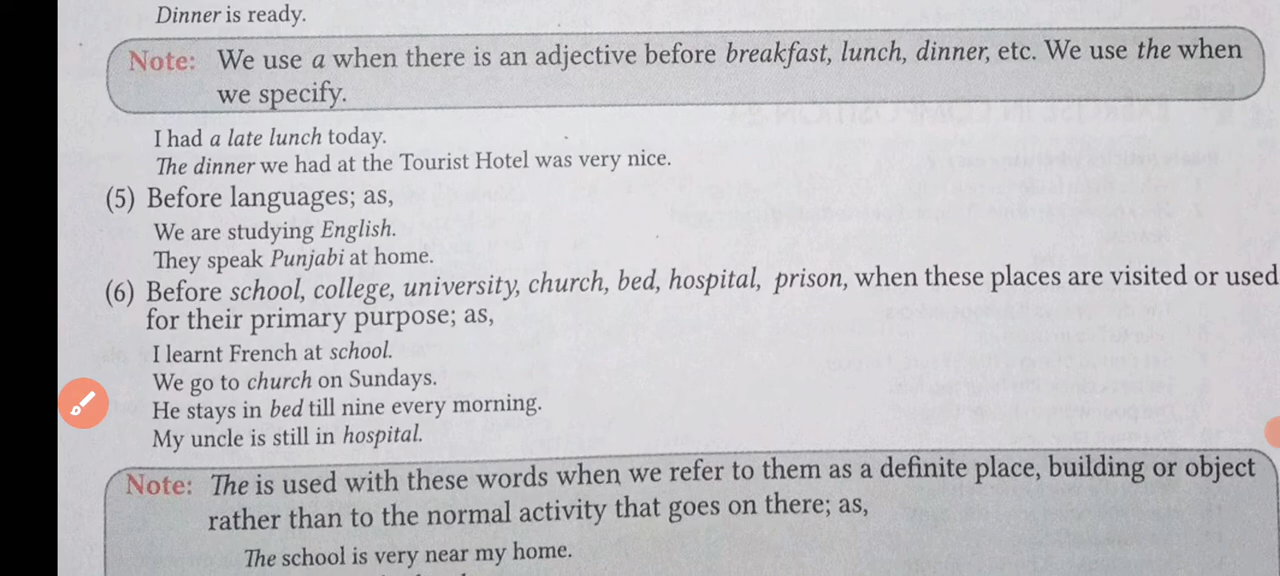 Dinner is ready.
Note: We use a when there is an adjective before breakfast, lunch, dinner, etc. We use the when
we specify.
I had a late lunch today.
The dinner we had at the Tourist Hotel was very nice.
(5) Before languages; as,
We are studying English.
They speak Punjabi at home.
(6) Before school, college, university, church, bed, hospital, prison, when these places are visited or used
for their primary purpose; as,
I learnt French at school.
We go to church on Sundays.
He stays in bed till nine every morning.
My uncle is still in hospital.
Note: The is used with these words when we refer to them as a definite place, building or object
rather than to the normal activity that goes on there; as,
The school is very near my home.